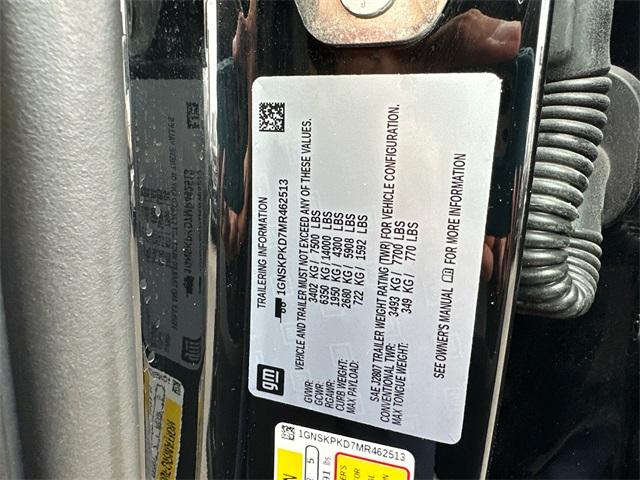 TRAILERING INFORMATION
1GNSKPKD7MR462513
VEHICLE AND TRAILER MUST NOT EXCEED ANY OF THESE VALUES.
GVWR: 3402 KG/ 7500 LBS
GCWR: 6350 KG/14000 LBS
RGAWR: 1950 KG/ 4300 LBS
CURB WEIGHT: 2680 KG/ 5908 LBS
MAX PAYLOAD: 722 KG/ 1592 LBS
SAE J2807 TRAILER WEIGHT RATING (TWR) FOR VEHICLE CONFIGURATION.
CONVENTIONAL TWR: 3493 KG/ 7700 LBS
MAX TONGUE WEIGHT: 349 KG/ 770 LBS
SEE OWNER'S MANUAL FOR MORE INFORMATION
gm
1GNSKPKD7MR462513
5
lbs.